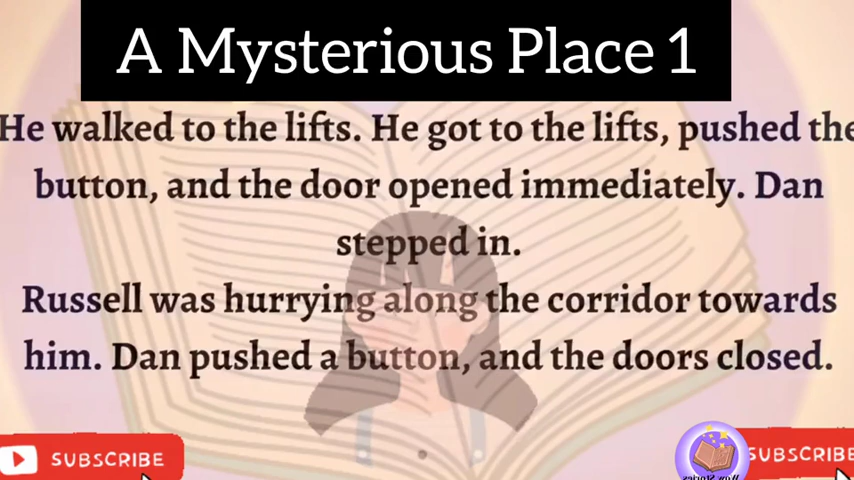 A Mysterious Place 1
He walked to the lifts. He got to the lifts, pushed the
button, and the door opened immediately. Dan
stepped in.
Russell was hurrying along the corridor towards
him. Dan pushed a button, and the doors closed.
SUBSCRIBE
SUBSCRIBE